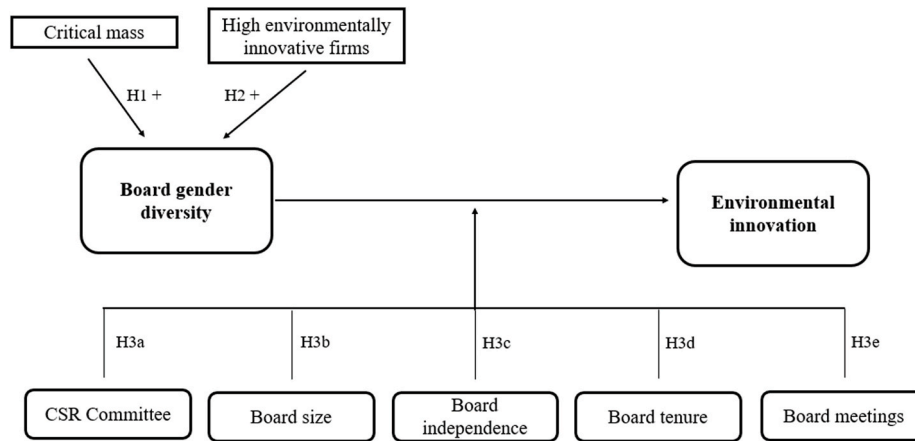 Critical mass
High environmentally
innovative firms
H1 +
H2 +
Board gender
diversity
Environmental
innovation
H3a
H3b
H3c
H3d
H3e
CSR Committee
Board size
Board
independence
Board tenure
Board meetings